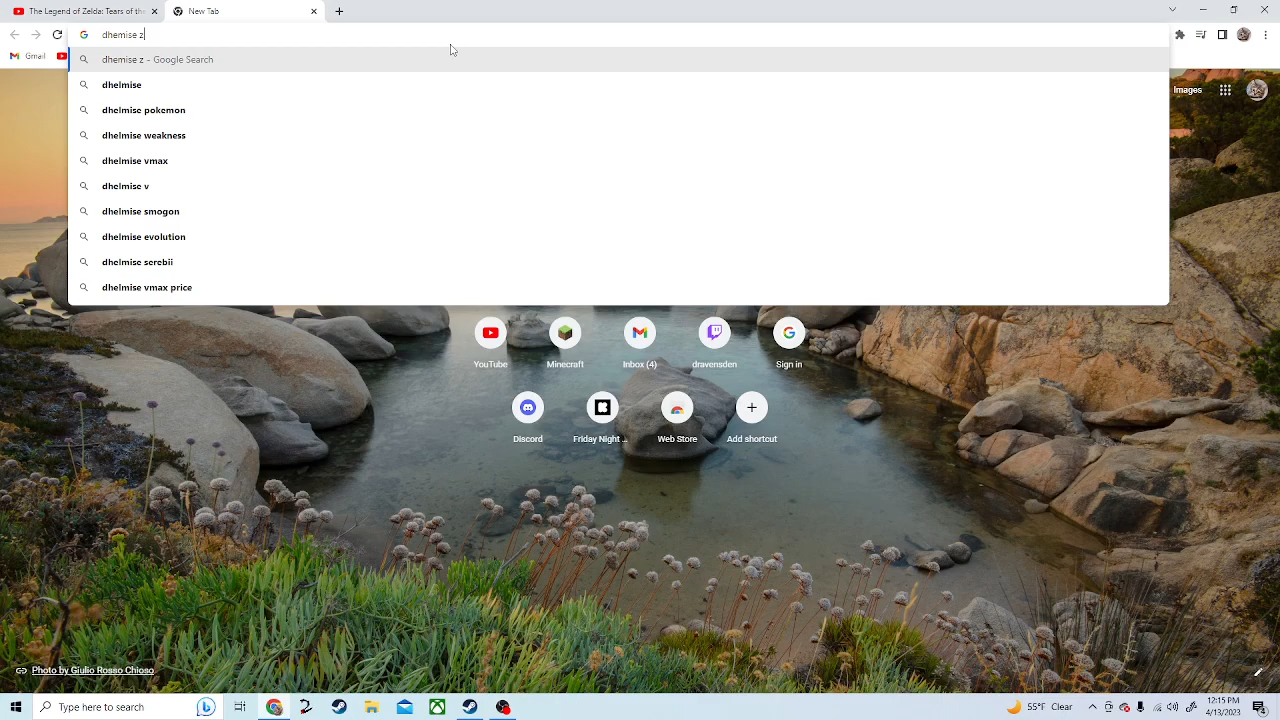 The Legend of Zelda: Tears of the
New Tab
dhemise z
Gmail
dhemise z - Google Search
dhelmise
dhelmise pokemon
dhelmise weakness
dhelmise vmax
dhelmise v
dhelmise smogon
dhelmise evolution
dhelmise serebii
dhelmise vmax price
Images
YouTube
Minecraft
Inbox (4)
dravensden
Sign in
Discord
Friday Night ...
Web Store
Add shortcut
Photo by Giulio Rosso Chioso
Type here to search
55°F Clear
12:15 PM
4/13/2023